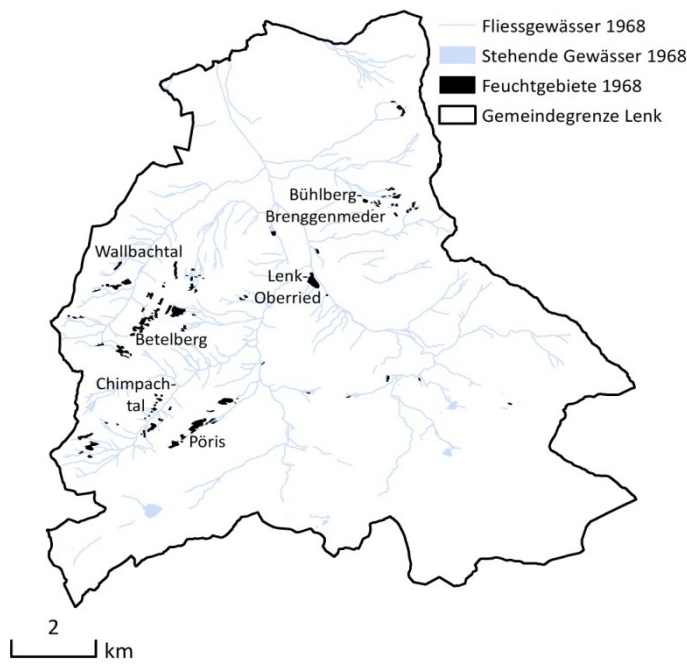 Fliessgewässer 1968
Stehende Gewässer 1968
Feuchtgebiete 1968
Gemeindegrenze Lenk
Bühlberg-
Brenggenmeder
Wallbachtal
Lenk-
Oberried
Betelberg
Chimpach-
tal
Pöris
2
km